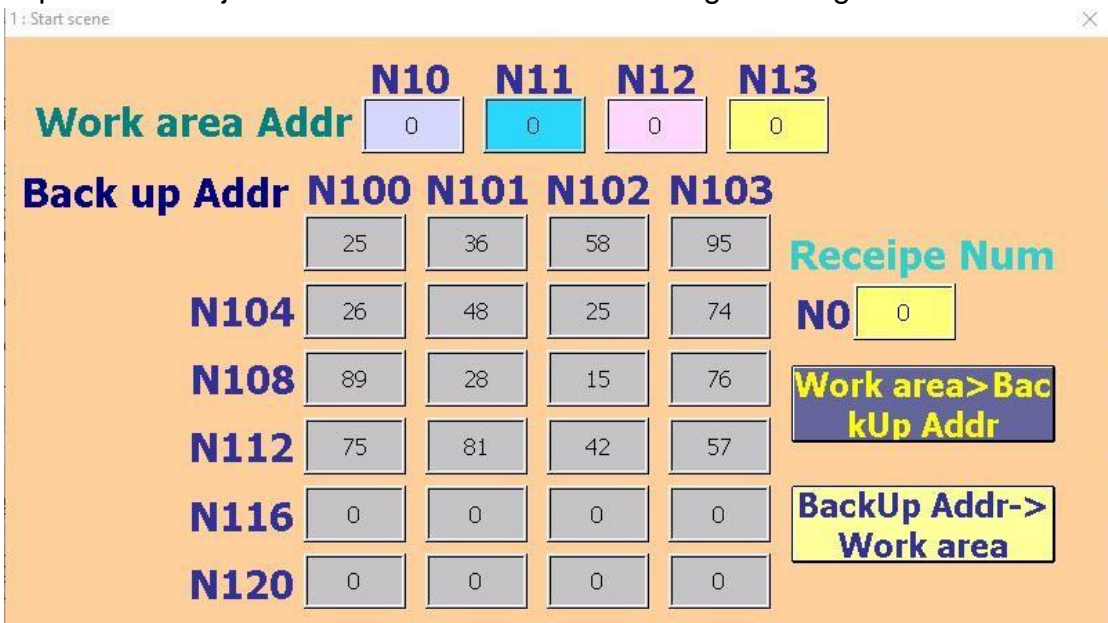 1 : Start scene
N10 N11 N12 N13
Work area Addr 0 0 0 0
Back up Addr N100 N101 N102 N103
25 36 58 95
Receipe Num
N104 26 48 25 74
N0 0
N108 89 28 15 76
Work area>Bac
kUp Addr
N112 75 81 42 57
N116 0 0 0 0
BackUp Addr->
Work area
N120 0 0 0 0